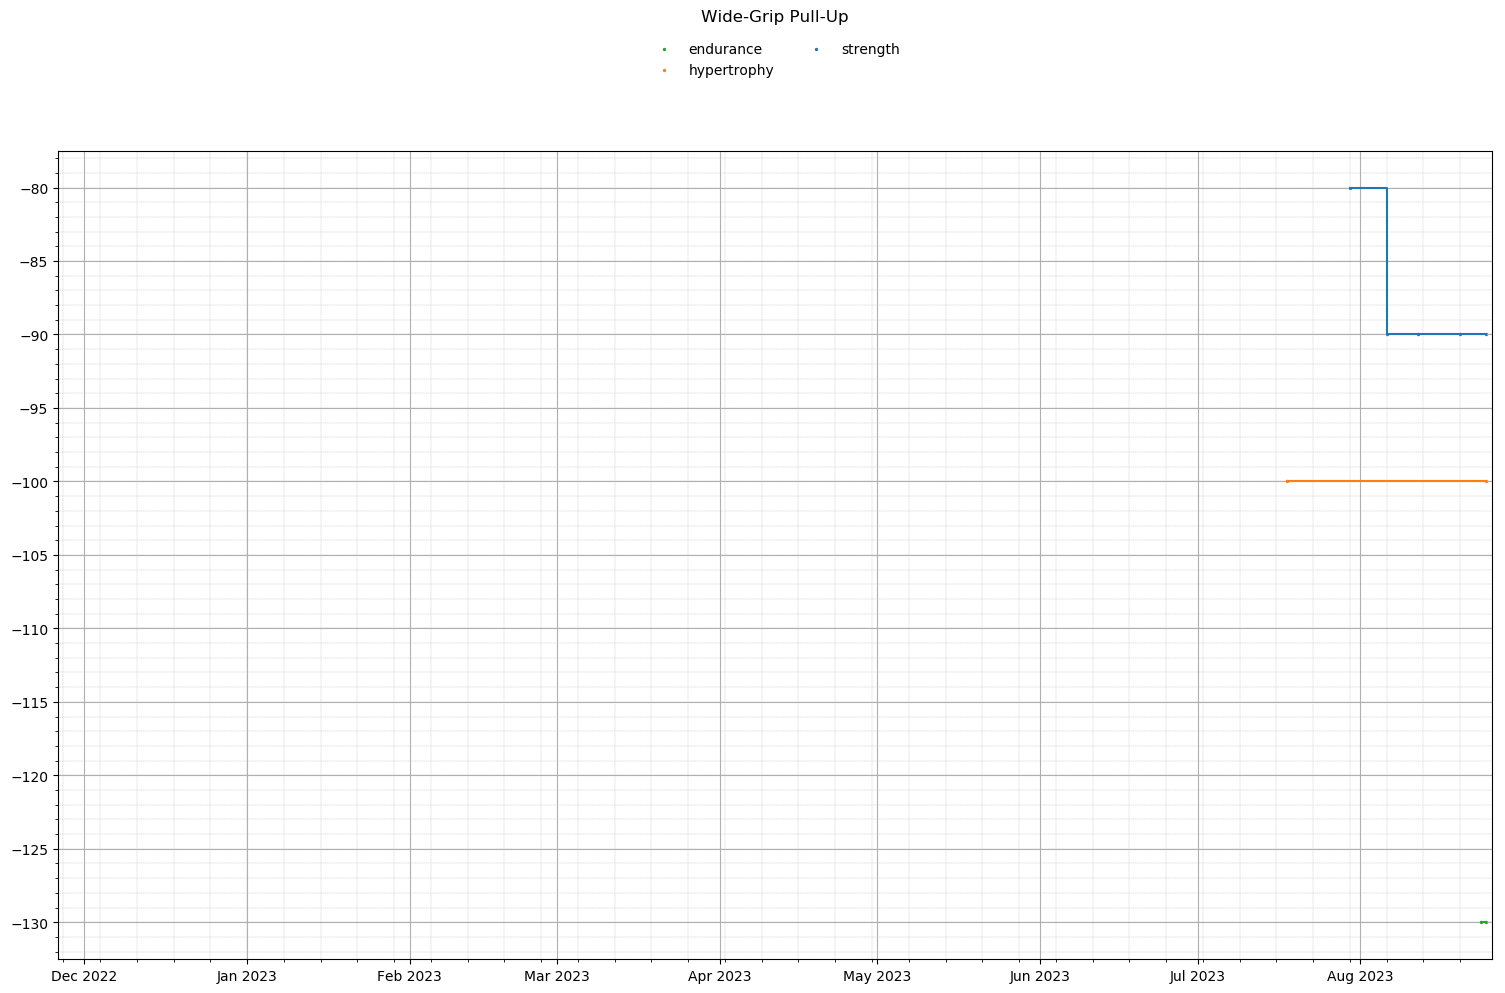 Wide-Grip Pull-Up
endurance
strength
hypertrophy
−80
−85
−90
−95
−100
−105
−110
−115
−120
−125
−130
Dec 2022
Jan 2023
Feb 2023
Mar 2023
Apr 2023
May 2023
Jun 2023
Jul 2023
Aug 2023